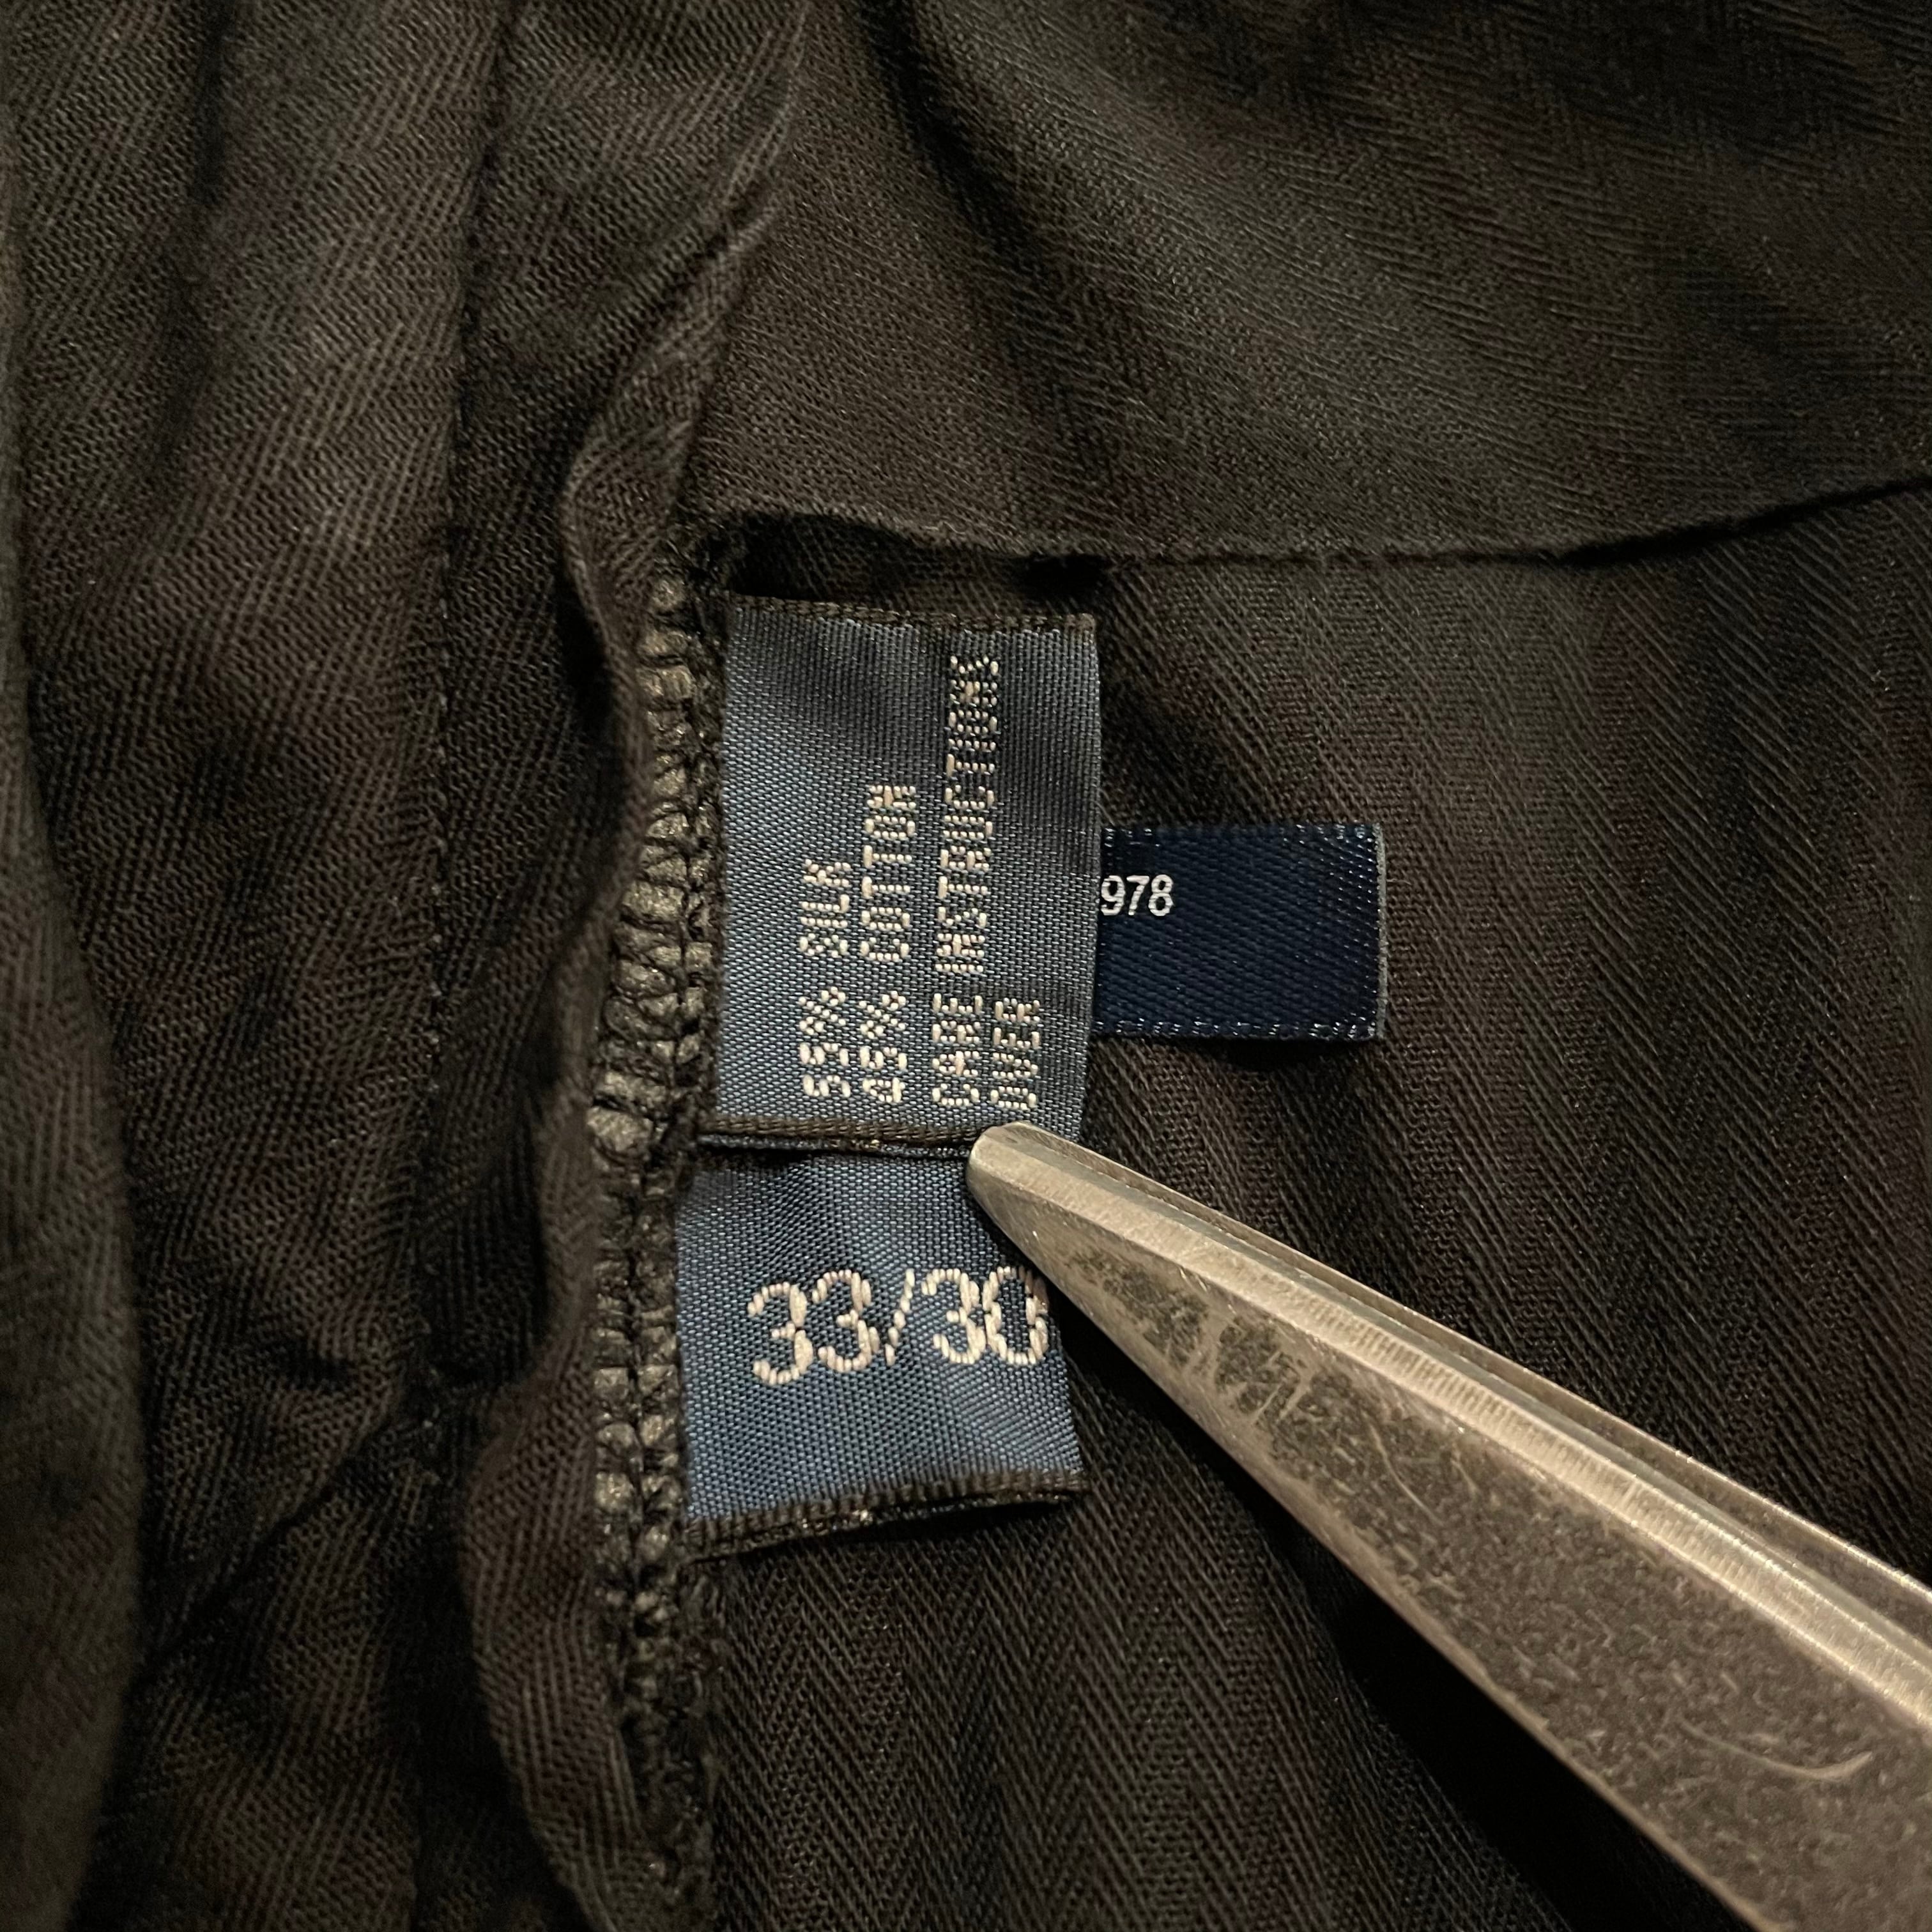 55% SILK
45% COTTON
CARE INSTRUCTIONS
OVER
978
33/30